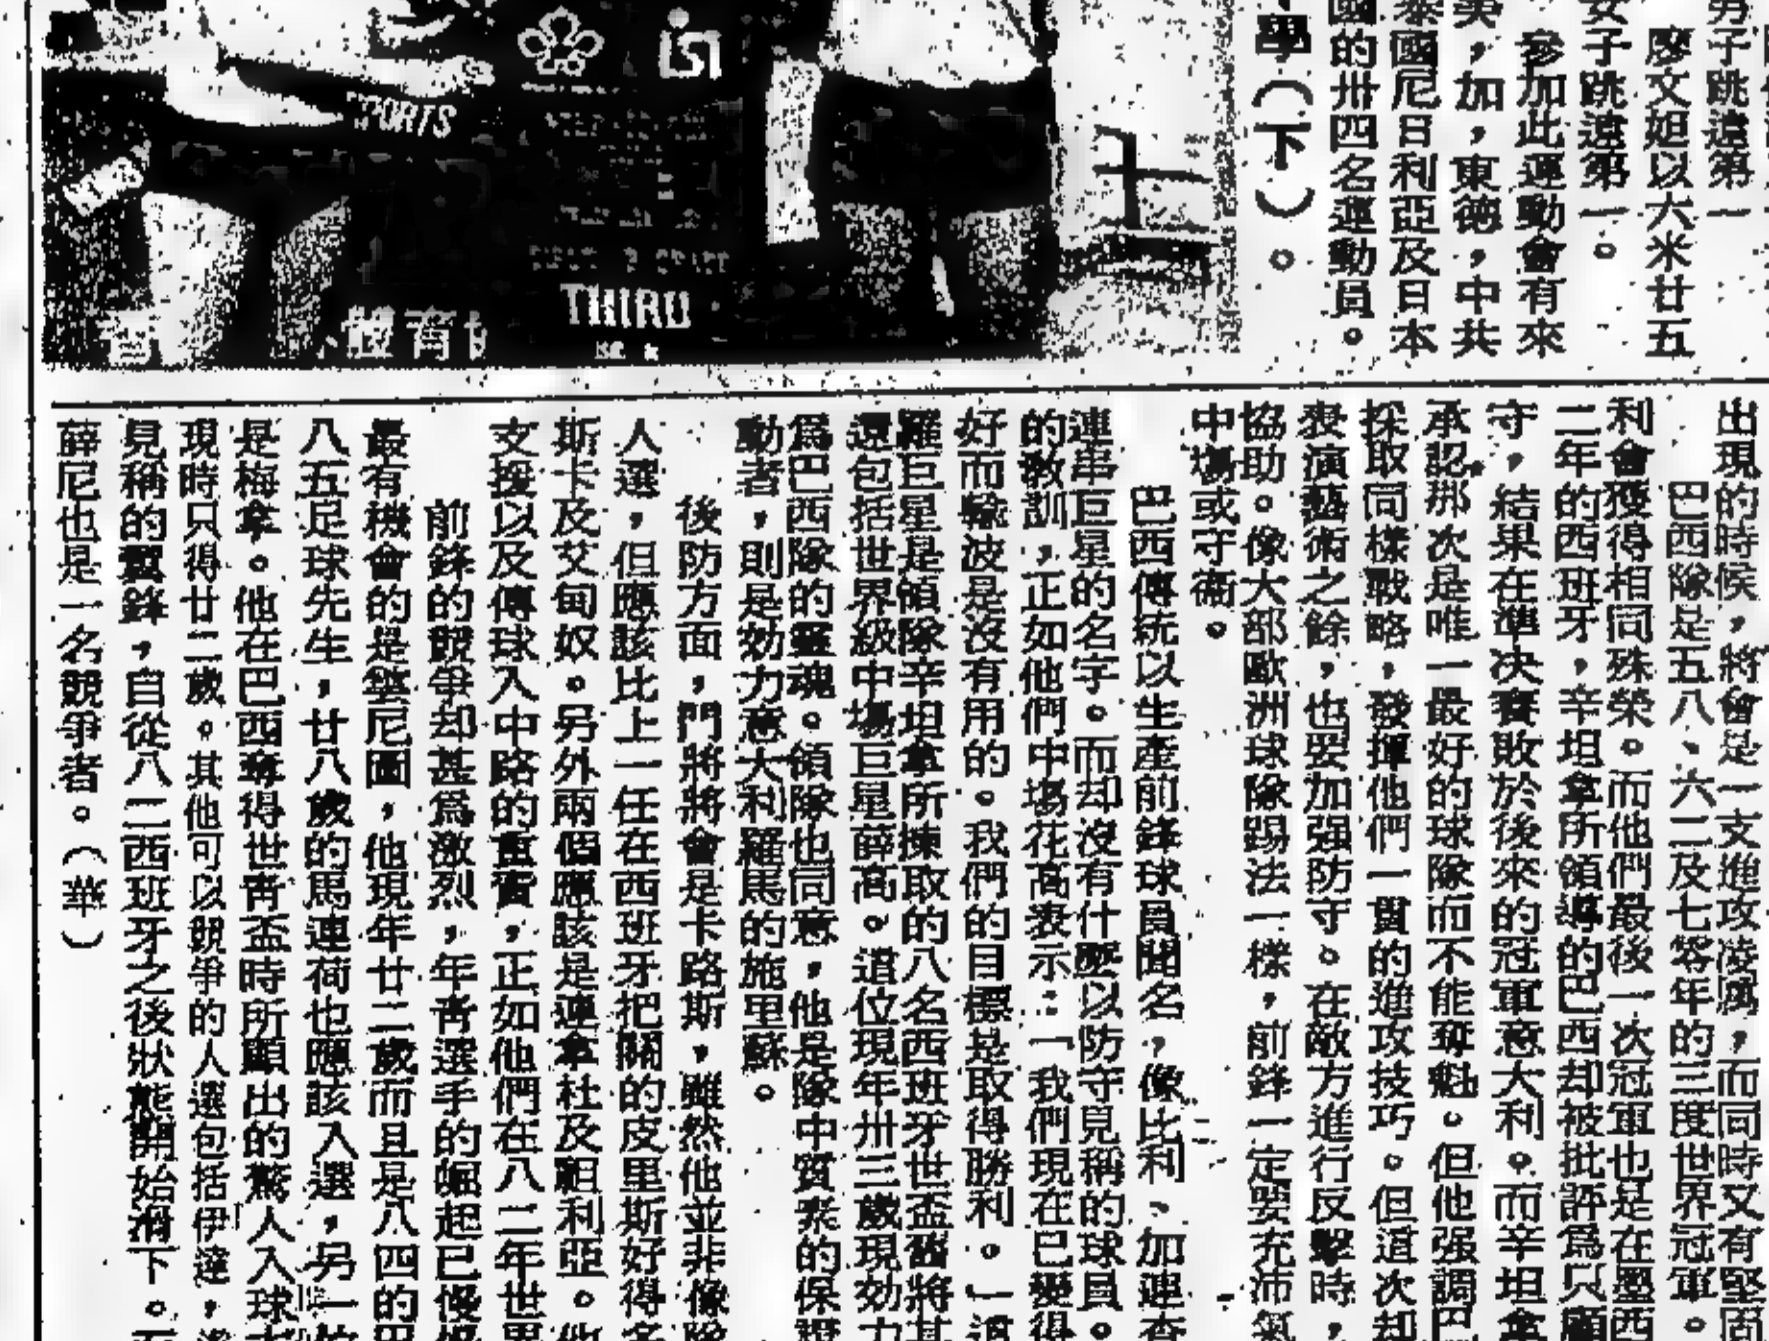 男子跳遠第一
廖文妲以六米廿五
女子跳遠第一。
參加此運動會有來
美，加，東德，中共
泰國尼日利亞及日本
國的卅四名運動員。
學（下）。
isi
SPORTS
THIRD
體育
出現的時候，將會是一支進攻凌厲，而同時又有堅固
巴西隊是五八、六二及七零年的三度世界冠軍。
利會獲得相同殊榮。而他們最後一次冠軍也是在墨西
二年的西班牙，辛坦拿所領導的巴西却被批評爲只顧
守，結果在準決賽敗於後來的冠軍意大利。而辛坦拿
承認那次是唯一最好的球隊而不能奪魁。但他强調巴
採取同樣戰略，發揮他們一貫的進攻技巧。但這次却
表演藝術之餘，也要加强防守。在敵方進行反擊時，
協助。像大部歐洲球隊踢法一樣，前鋒一定要充沛氣
中場或守衞。
巴西傳統以生產前鋒球員聞名，像比利、加連查
連串巨星的名字。而却沒有什麼以防守見稱的球員。
的教訓，正如他們中場花高表示：「我們現在已變得
好而輸波是沒有用的。我們的目標是取得勝利。」這
羅巨星是領隊辛坦拿所揀取的八名西班牙世盃舊將其
還包括世界級中場巨星薛高。這位現年卅三歲現効力
爲巴西隊的靈魂。領隊也同意，他是隊中質素的保證
動者，則是効力意大利羅馬的施里蘇。
後防方面，門將將會是卡路斯，雖然他並非像隊
人選，但應該比上一任在西班牙把關的皮里斯好得多
斯卡及艾甸奴。另外兩個應該是連拿杜及祖利亞。他
支援以及傳球入中路的重責，正如他們在八二年世界
前鋒的競爭却甚爲激烈，年青選手的崛起已慢慢
最有機會的是擎尼圖，他現年廿二歲而且是八四的巴
八五足球先生，廿八歲的馬連荷也應該入選，另一的
是梅拿。他在巴西奪得世青盃時所顯出的驚人入球
現時只得廿二歲。其他可以競爭的人選包括伊達，
見稱的翼鋒，自從八二西班牙之後狀態開始滑下。而
薛尼也是一名競爭者。（華）